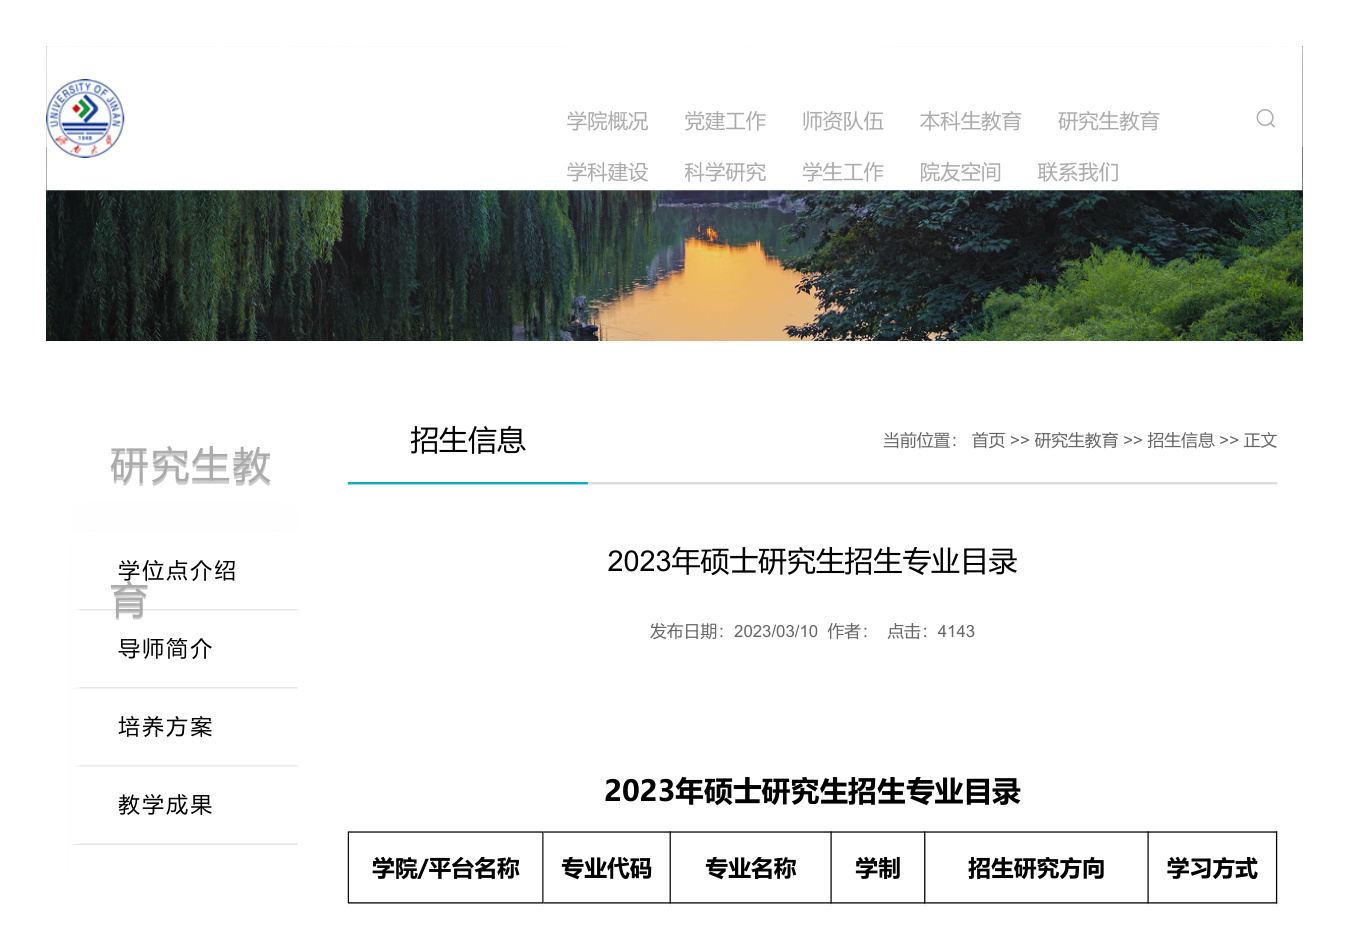 UNIVERSITY OF JINAN
1948
学院概况 党建工作 师资队伍 本科生教育 研究生教育
学科建设 科学研究 学生工作 院友空间 联系我们
研究生教
育
学位点介绍
导师简介
培养方案
教学成果
招生信息
当前位置： 首页 >> 研究生教育 >> 招生信息 >> 正文
2023年硕士研究生招生专业目录
发布日期：2023/03/10 作者： 点击：4143
2023年硕士研究生招生专业目录
学院/平台名称 专业代码 专业名称 学制 招生研究方向 学习方式